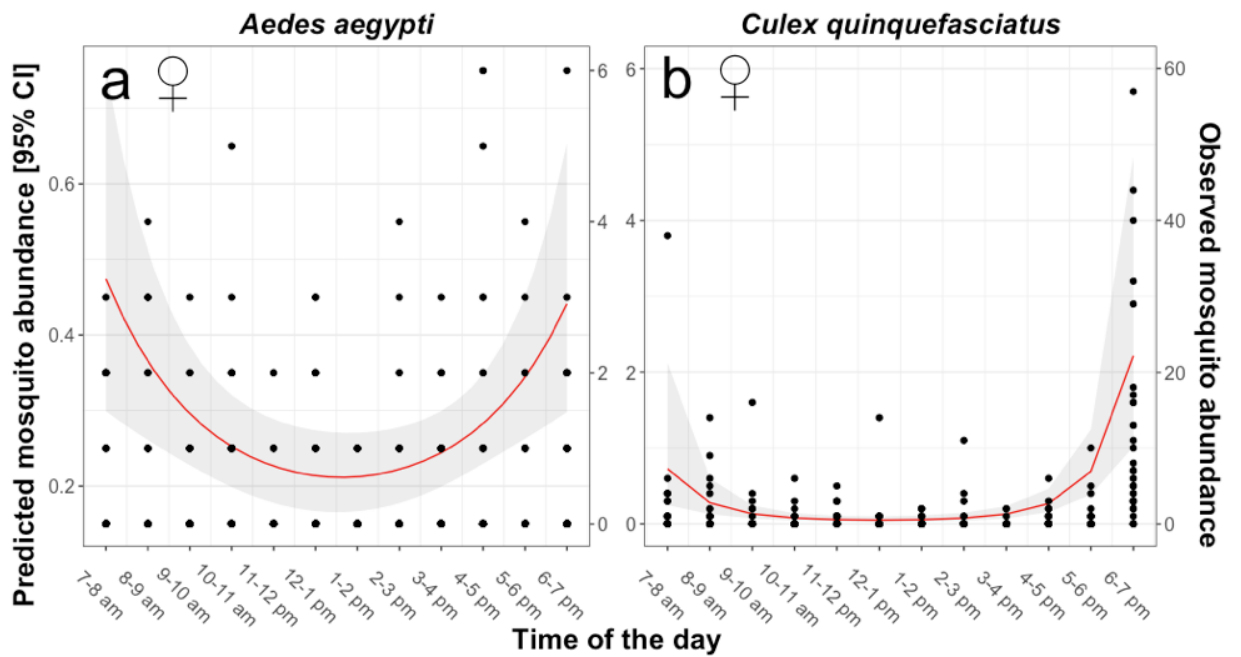 Aedes aegypti
Culex quinquefasciatus
Predicted mosquito abundance [95% CI]
a ♀
0.6
0.4
0.2
6
4
2
0
b ♀
6
4
2
0
60
40
20
0
Observed mosquito abundance
7-8 am
8-9 am
9-10 am
10-11 am
11-12 pm
12-1 pm
1-2 pm
2-3 pm
3-4 pm
4-5 pm
5-6 pm
6-7 pm
7-8 am
8-9 am
9-10 am
10-11 am
11-12 pm
12-1 pm
1-2 pm
2-3 pm
3-4 pm
4-5 pm
5-6 pm
6-7 pm
Time of the day